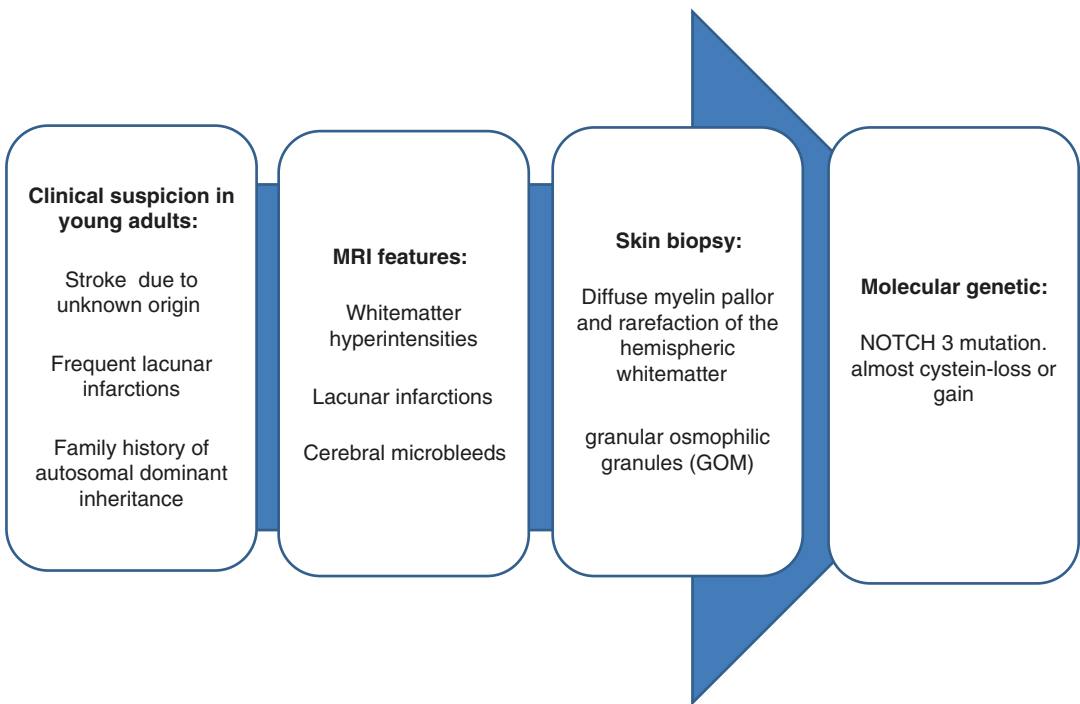 Clinical suspicion in
young adults:
Stroke due to
unknown origin
Frequent lacunar
infarctions
Family history of
autosomal dominant
inheritance
MRI features:
Whitematter
hyperintensities
Lacunar infarctions
Cerebral microbleeds
Skin biopsy:
Diffuse myelin pallor
and rarefaction of the
hemispheric
whitematter
granular osmophilic
granules (GOM)
Molecular genetic:
NOTCH 3 mutation.
almost cystein-loss or
gain